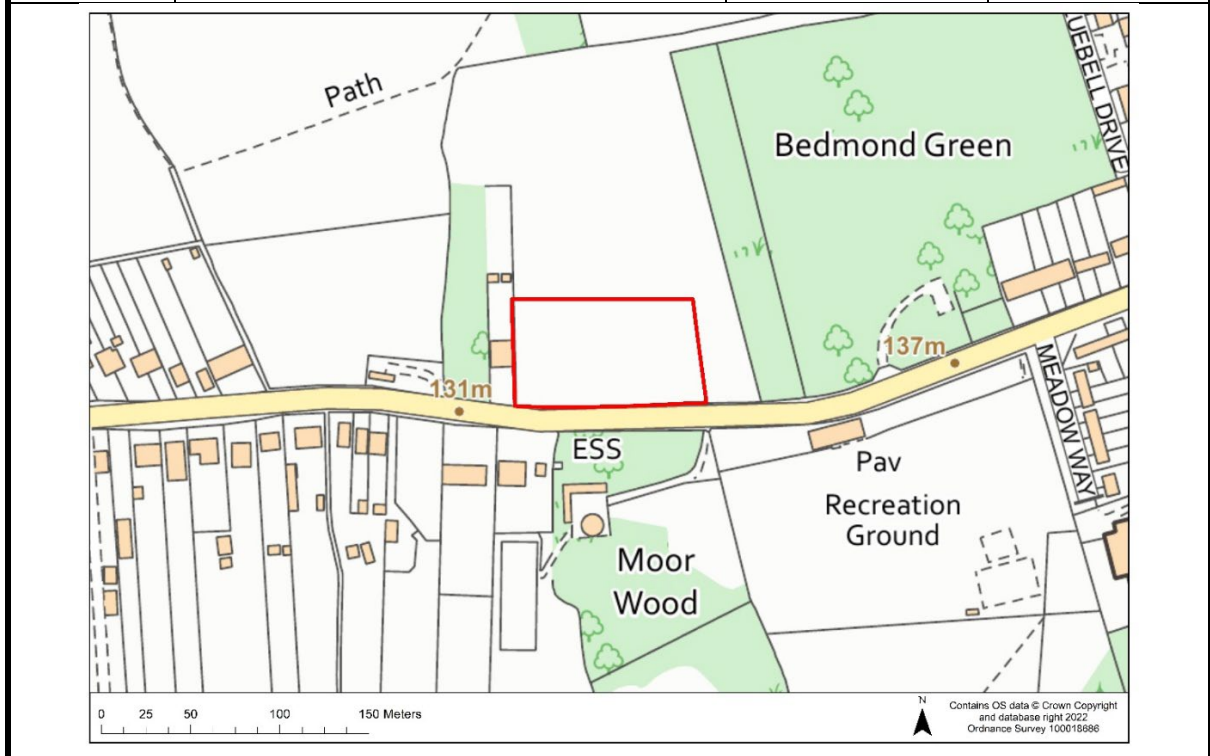 Path
Bedmond Green
UEBELL DRIVE
137m
131m
MEADOW WAY
ESS
Pav
Recreation
Ground
Moor
Wood
0 25 50 100 150 Meters
N
Contains OS data © Crown Copyright
and database right 2022
Ordnance Survey 100018686